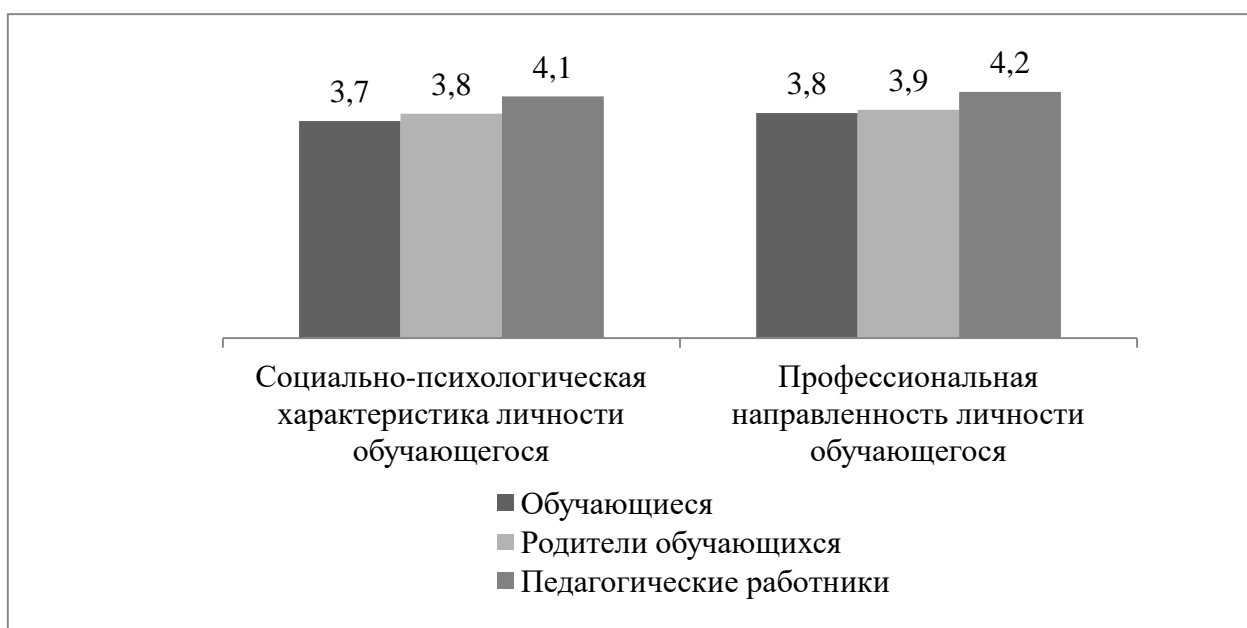 3,7
3,8
4,1
3,8
3,9
4,2
Социально-психологическая
характеристика личности
обучающегося
Профессиональная
направленность личности
обучающегося
Обучающиеся
Родители обучающихся
Педагогические работники